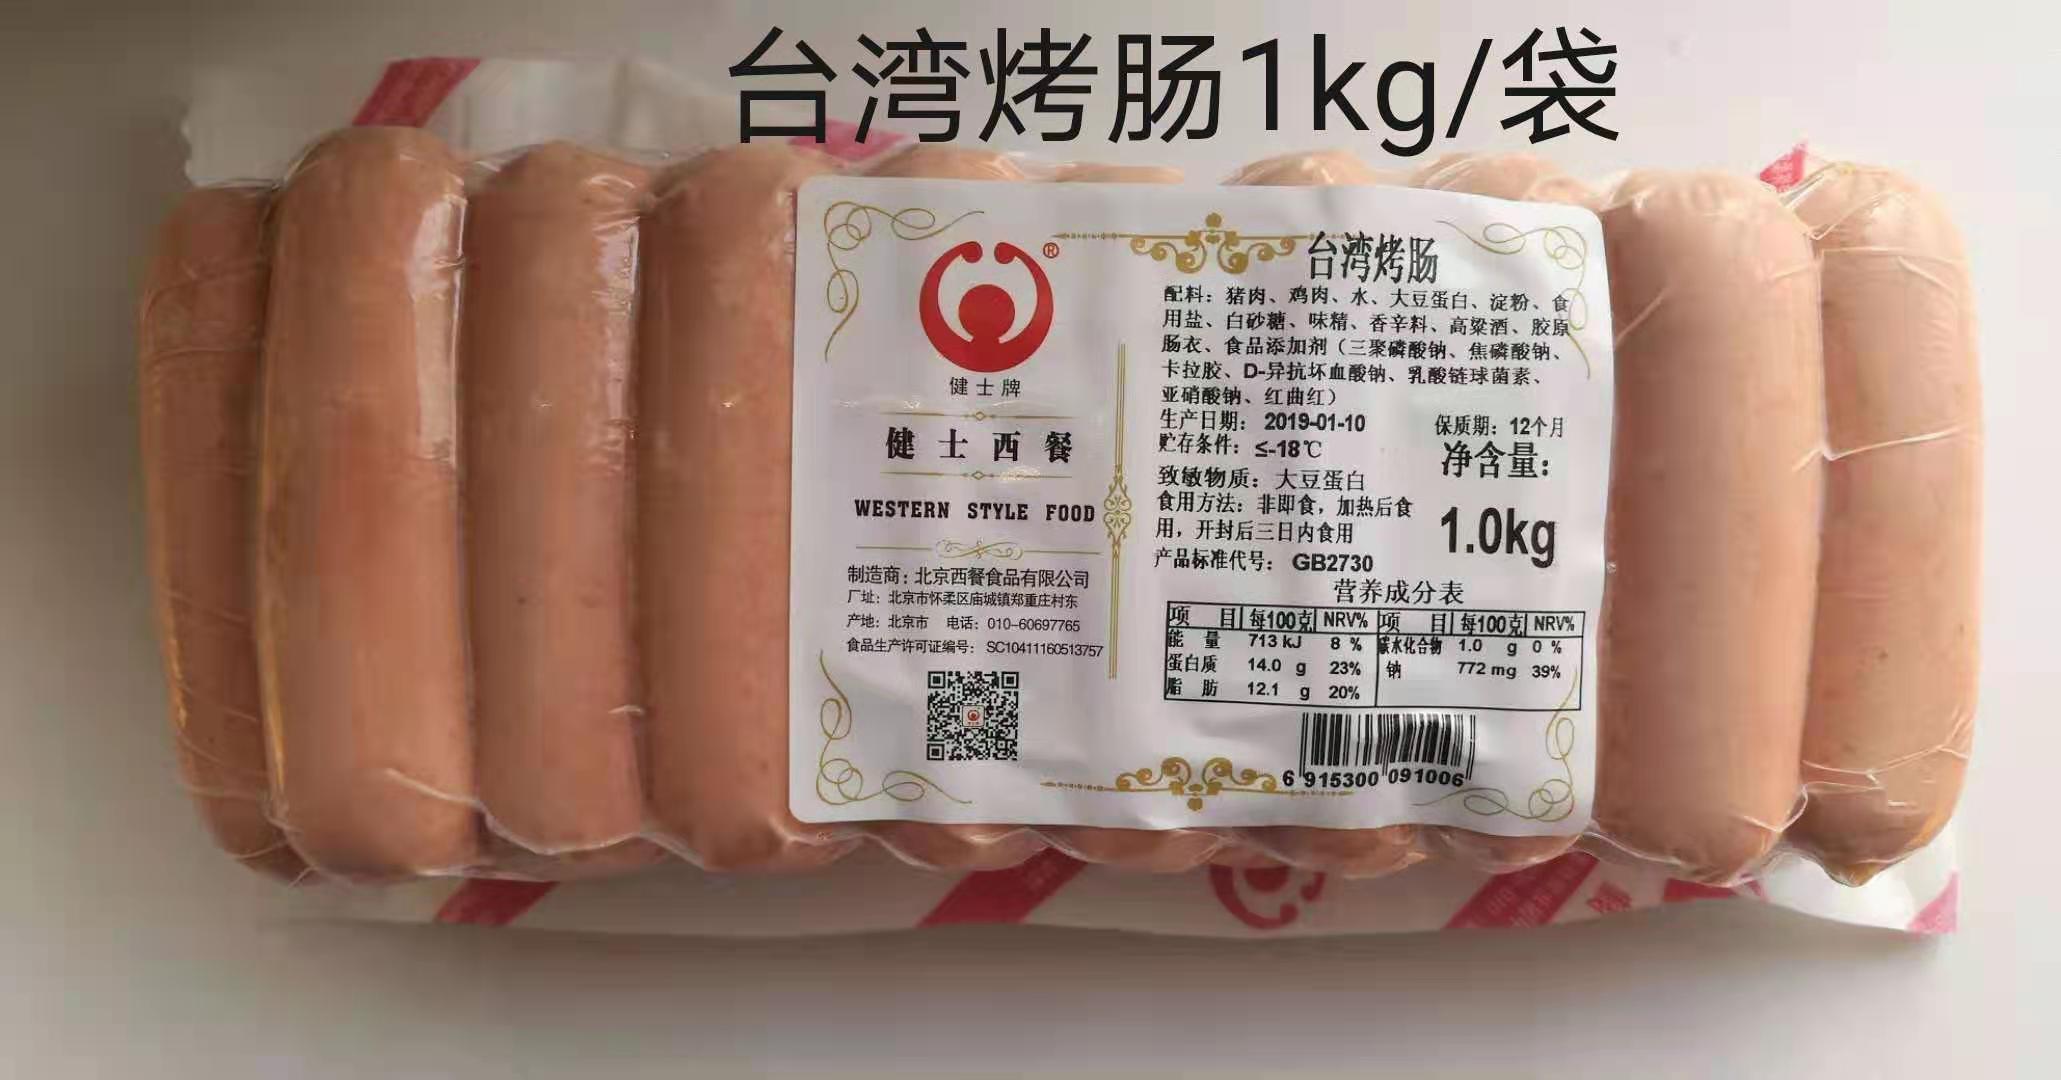 台湾烤肠1kg/袋
®
健士牌
健士西餐
WESTERN STYLE FOOD
制造商：北京西餐食品有限公司
厂址：北京市怀柔区庙城镇郑重庄村东
产地：北京市 电话：010-60697765
食品生产许可证编号： SC10411160513757
台湾烤肠
配料：猪肉、鸡肉、水、大豆蛋白、淀粉、食
用盐、白砂糖、味精、香辛料、高粱酒、胶原
肠衣、食品添加剂（三聚磷酸钠、焦磷酸钠、
卡拉胶、D-异抗坏血酸钠、乳酸链球菌素、
亚硝酸钠、红曲红）
生产日期： 2019-01-10 保质期：12个月
贮存条件：≤-18℃ 净含量：
致敏物质：大豆蛋白
食用方法：非即食，加热后食
用，开封后三日内食用
1.0kg
产品标准代号： GB2730
营养成分表
项 目 每100克 NRV% 项 目 每100克 NRV%
能 量 713 kJ 8 % 碳水化合物 1.0 g 0 %
蛋白质 14.0 g 23% 钠 772 mg 39%
脂 肪 12.1 g 20%
6 915300 091006